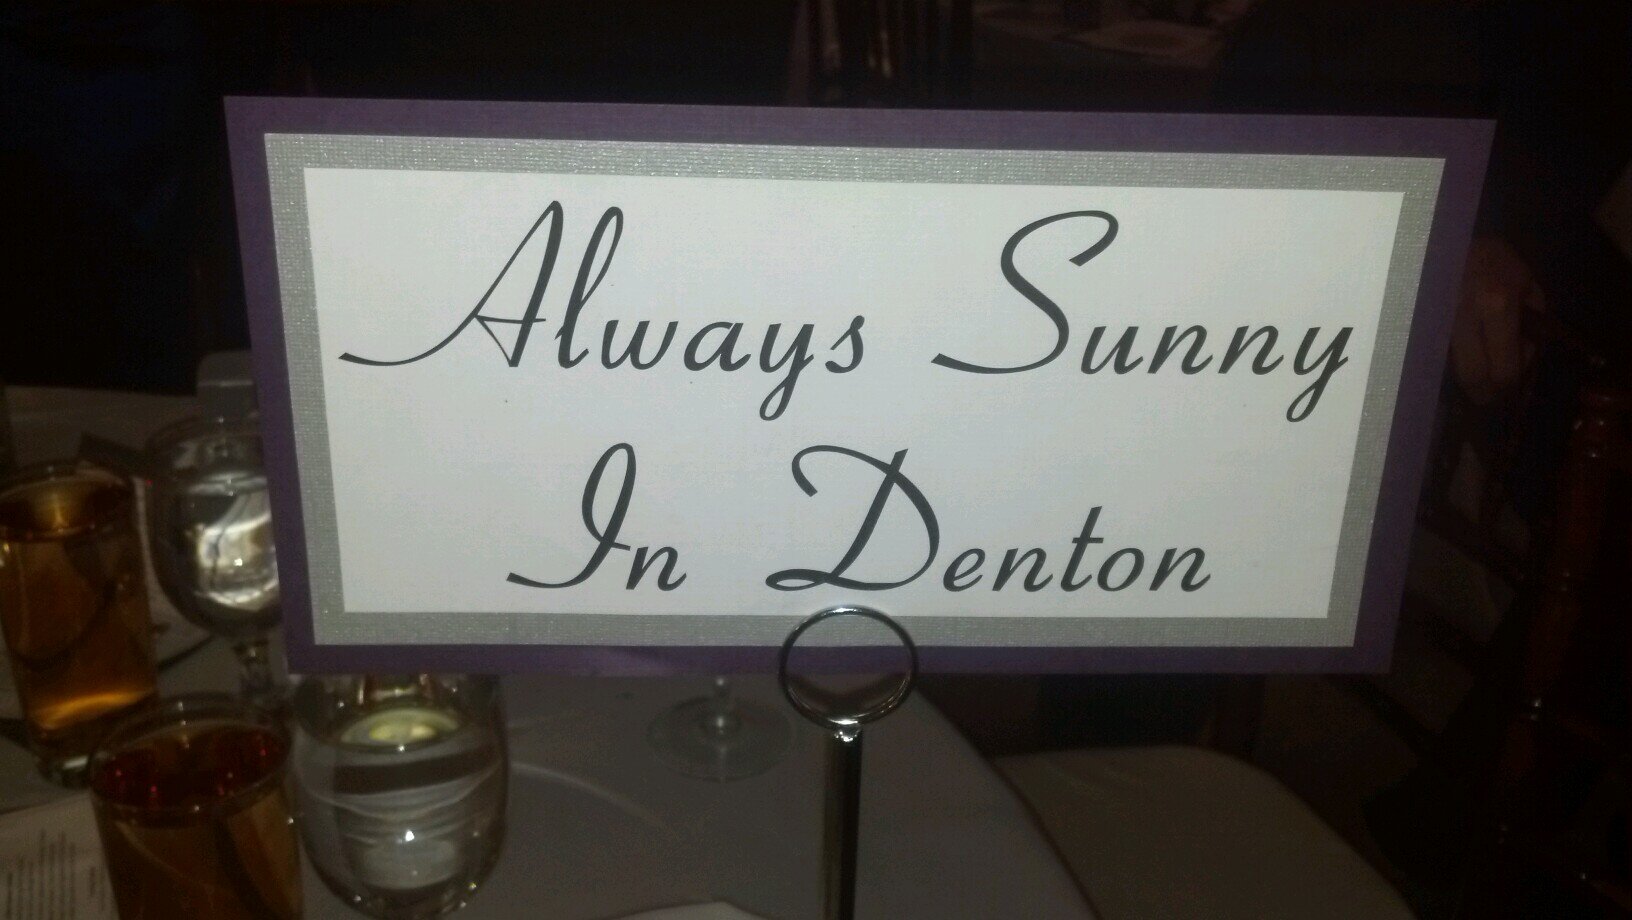 Always Sunny
In Denton